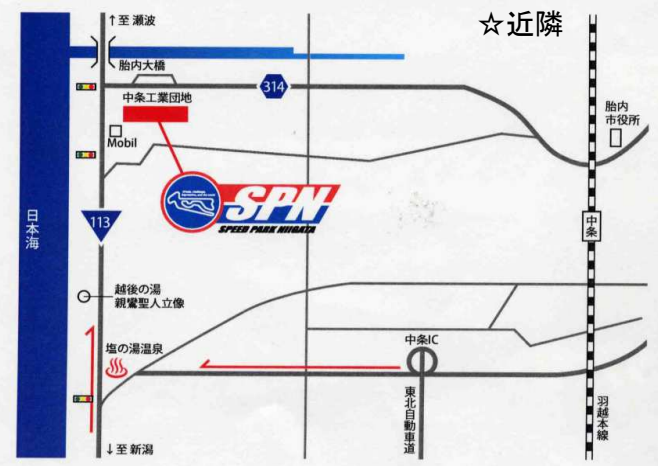 ↑至 瀬波
☆近隣
胎内大橋
314
中条工業団地
胎内
市役所
Mobil
SPN
SPEED PARK NIIGATA
日本海
113
中条
越後の湯
親鸞聖人立像
中条IC
塩の湯温泉
東北自動車道
羽越本線
↓至 新潟